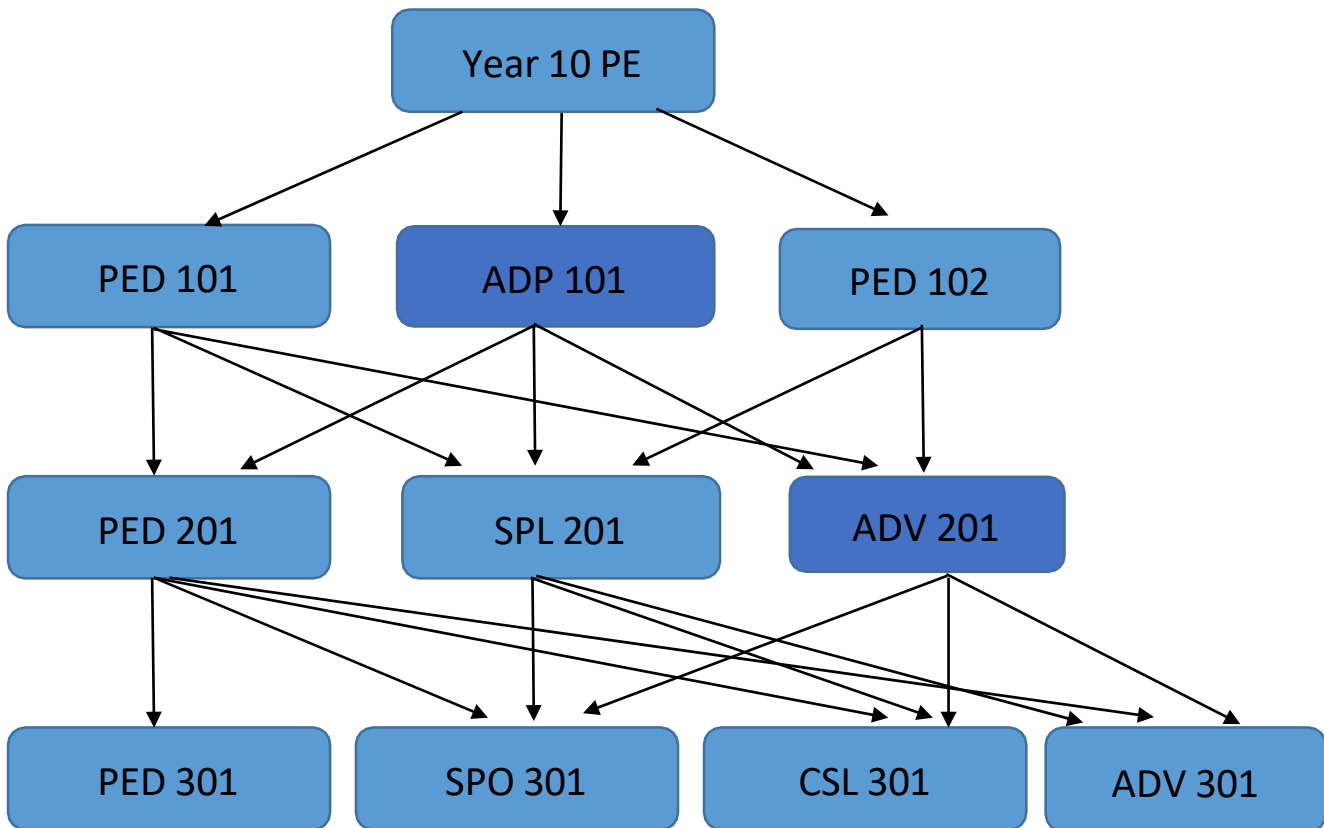 Year 10 PE
PED 101
ADP 101
PED 102
PED 201
SPL 201
ADV 201
PED 301
SPO 301
CSL 301
ADV 301